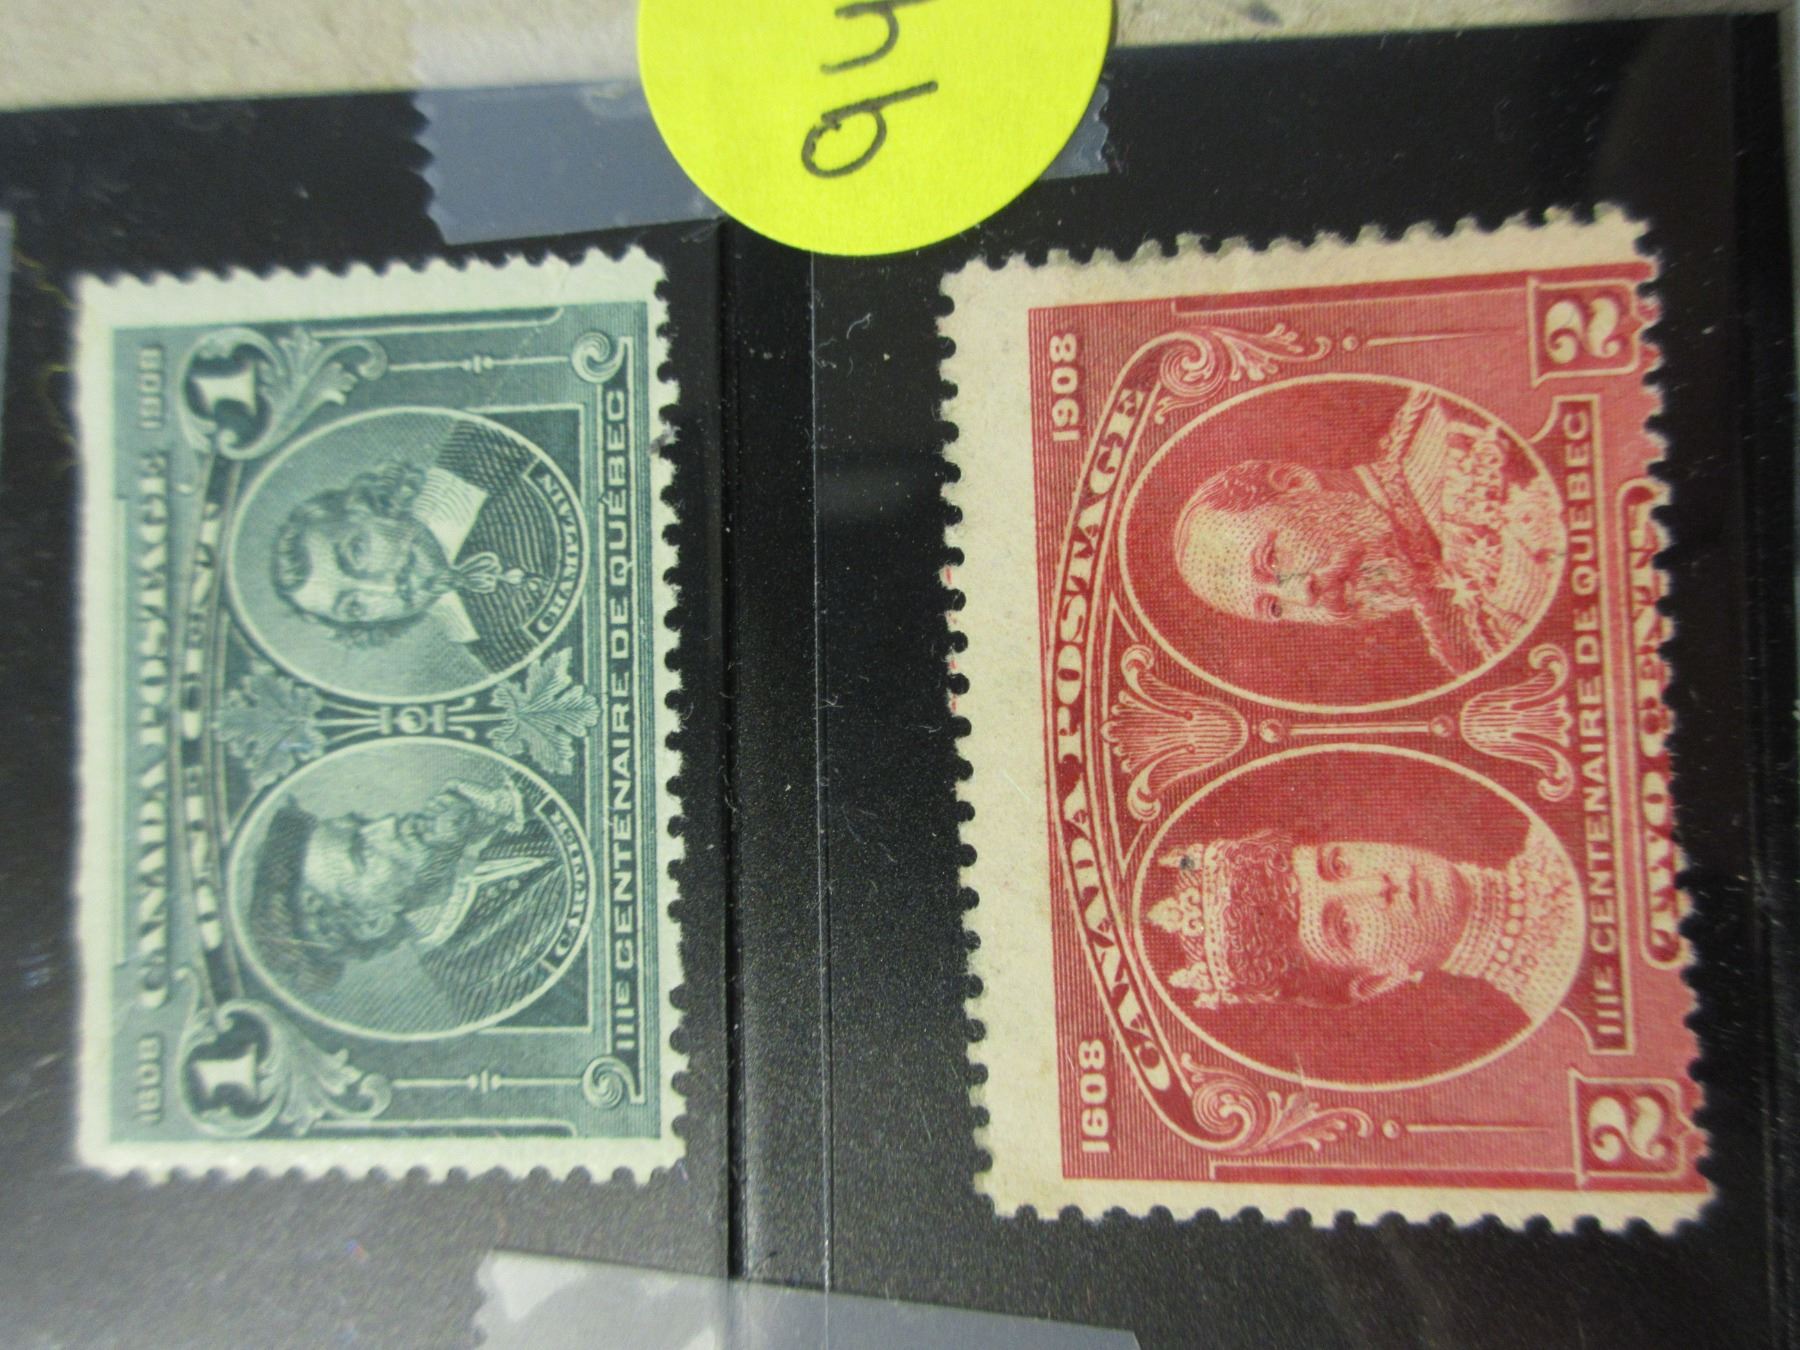 1608 CANADA POSTAGE 1908
1 ONE CENT 1
CARTIER CHAMPLAIN
IIIE CENTENAIRE DE QUÉBEC
1608 CANADA POSTAGE 1908
IIIE CENTENAIRE DE QUEBEC
2 TWO CENTS 2
94